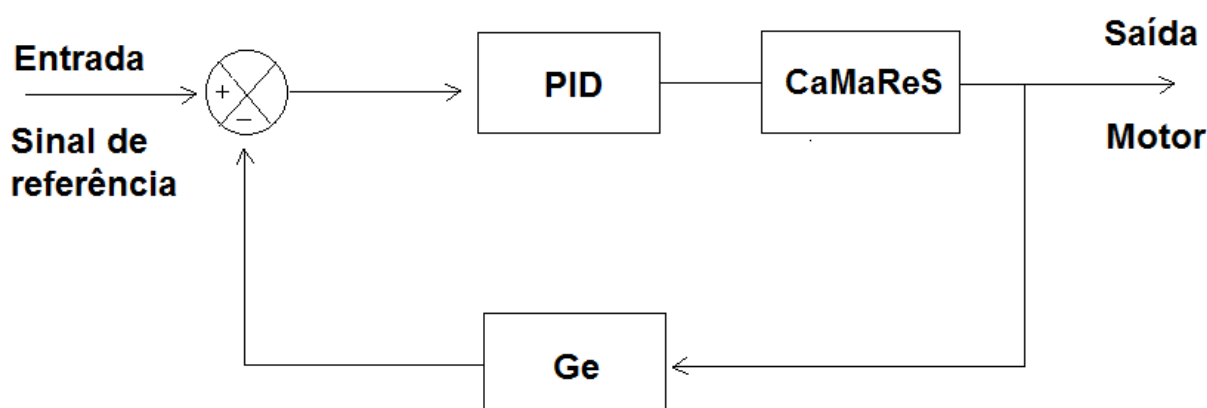 Entrada
Sinal de
referência
+
−
PID
CaMaReS
Saída
Motor
Ge